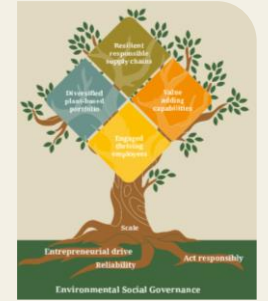 Resilient
responsible
supply chains
Diversified
plant-based
portfolio
Value
adding
capabilities
Engaged
thriving
employees
Scale
Entrepreneurial drive
Reliability
Act responsibly
Environmental Social Governance